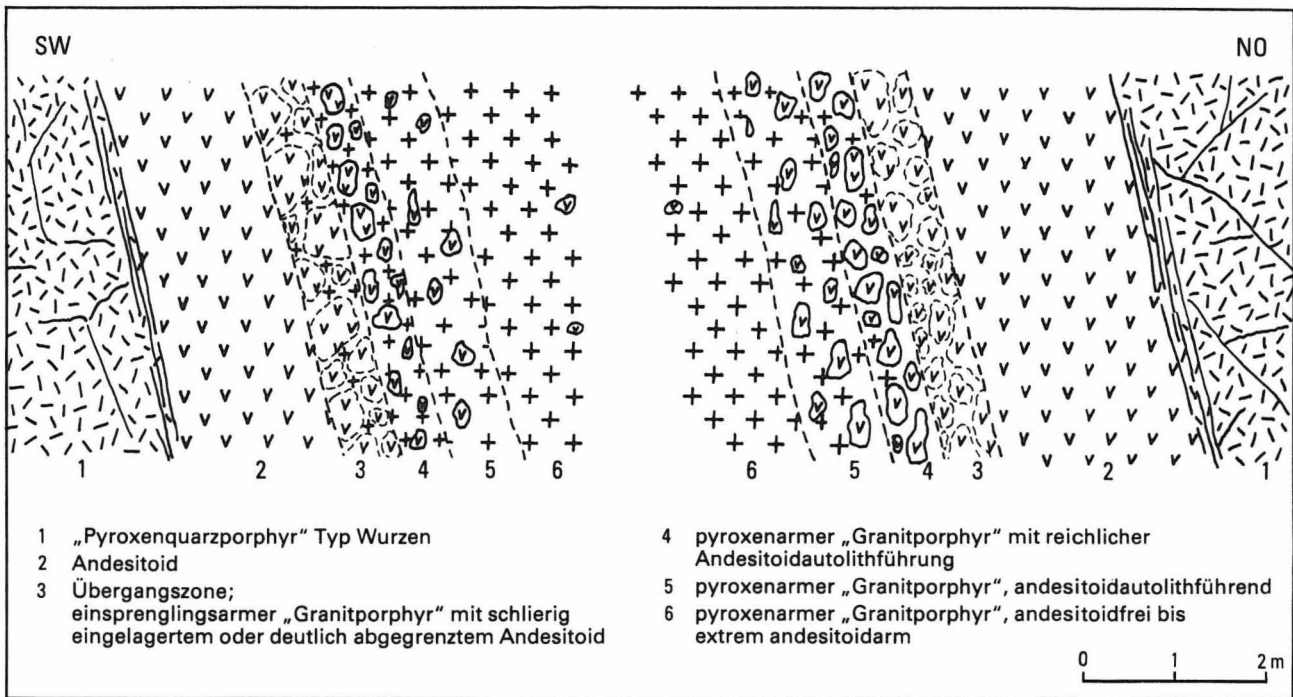 SW
NO
1 2 3 4 5 6
6 5 4 3 2 1
1 „Pyroxenquarzporphyr“ Typ Wurzen
2 Andesitoid
3 Übergangszone;
einsprenglingsarmer „Granitporphyr“ mit schlierig
eingelagertem oder deutlich abgegrenztem Andesitoid
4 pyroxenarmer „Granitporphyr“ mit reichlicher
Andesitoidautolithführung
5 pyroxenarmer „Granitporphyr“, andesitoidautolithführend
6 pyroxenarmer „Granitporphyr“, andesitoidfrei bis
extrem andesitoidarm
0 1 2 m